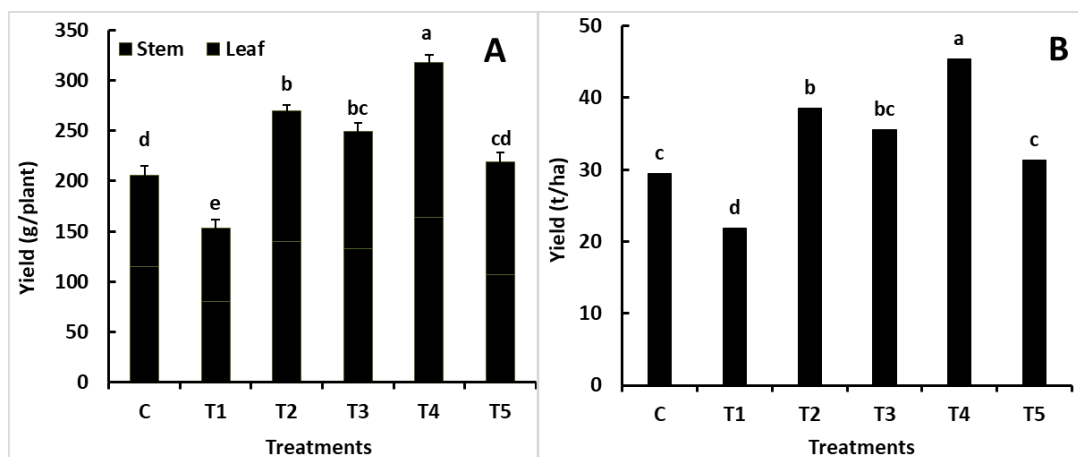 350
300
250
200
150
100
50
0
Yield (g/plant)
Stem Leaf
A
d
e
b
bc
a
cd
C T1 T2 T3 T4 T5
Treatments
50
40
30
20
10
0
Yield (t/ha)
B
c
d
b
bc
a
c
C T1 T2 T3 T4 T5
Treatments